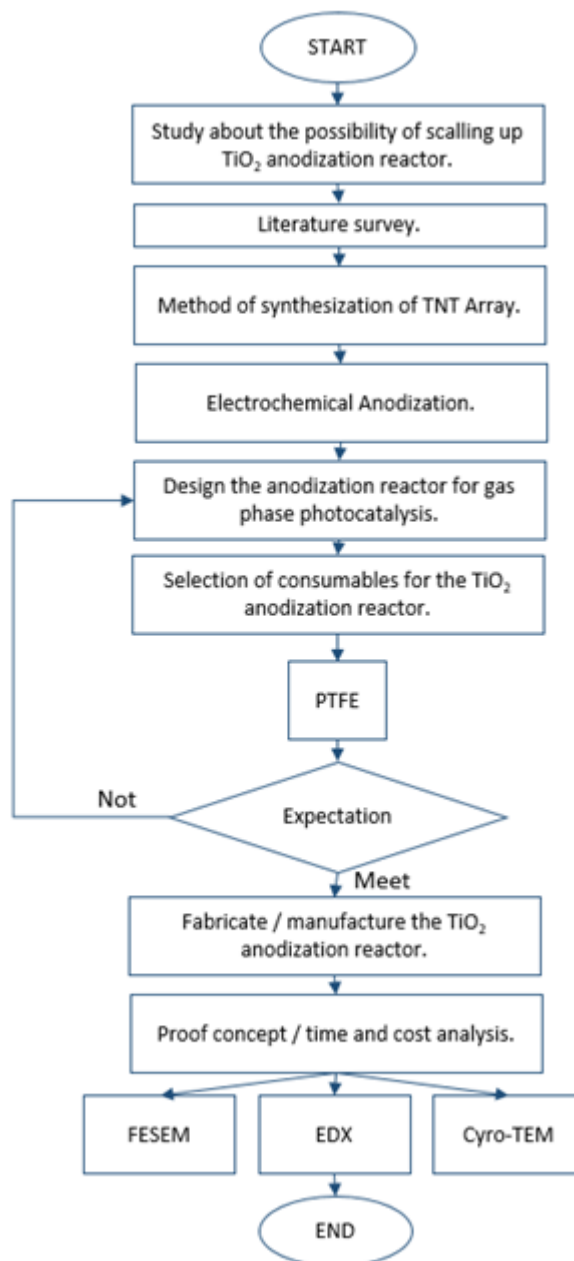 START
Study about the possibility of scalling up
TiO₂ anodization reactor.
Literature survey.
Method of synthesization of TNT Array.
Electrochemical Anodization.
Design the anodization reactor for gas
phase photocatalysis.
Selection of consumables for the TiO₂
anodization reactor.
PTFE
Not
Expectation
Meet
Fabricate / manufacture the TiO₂
anodization reactor.
Proof concept / time and cost analysis.
FESEM
EDX
Cyro-TEM
END